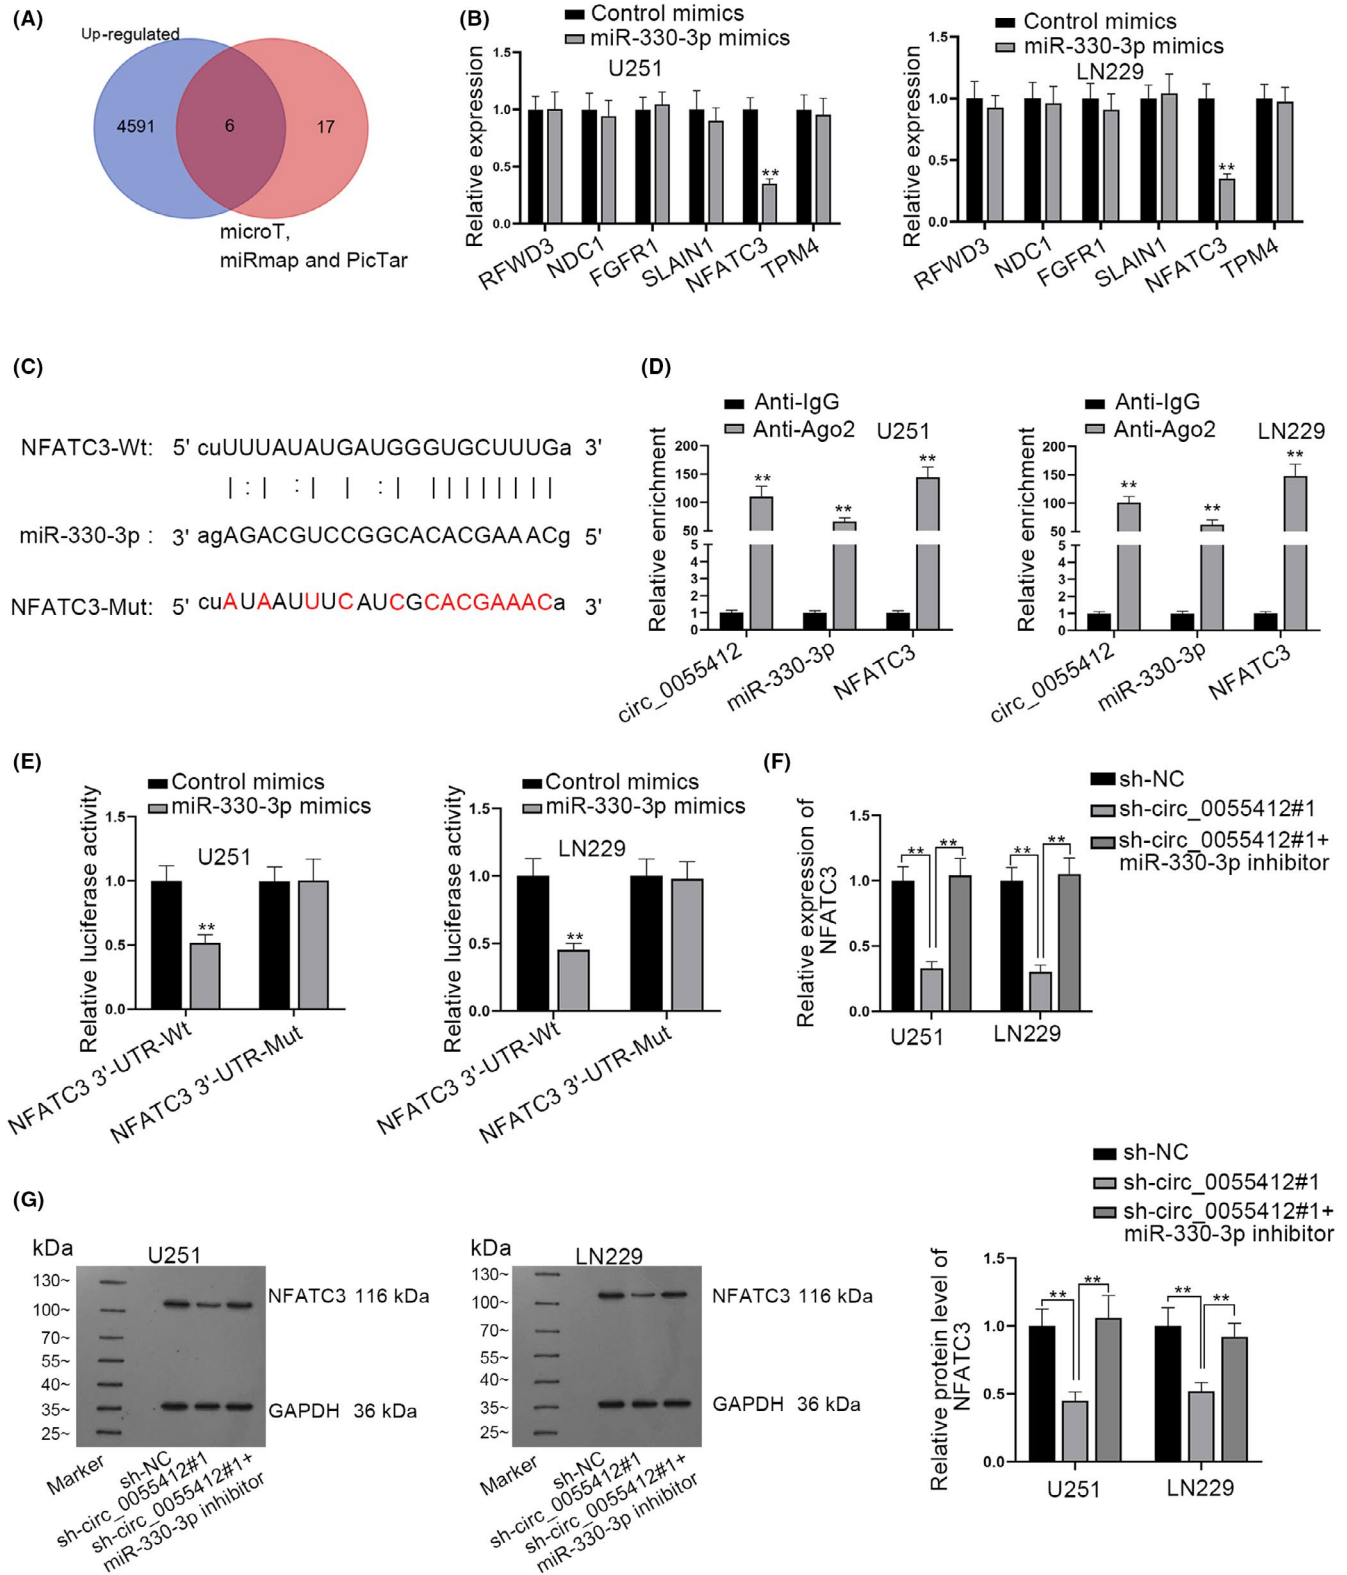 (A)
Up-regulated
4591
6
17
microT,
miRmap and PicTar
(B)
Control mimics
miR-330-3p mimics
U251
Relative expression
1.5
1.0
0.5
0.0
RFWD3
NDC1
FGFR1
SLAIN1
NFATC3
TPM4
**
Control mimics
miR-330-3p mimics
LN229
Relative expression
1.5
1.0
0.5
0.0
RFWD3
NDC1
FGFR1
SLAIN1
NFATC3
TPM4
**
(C)
NFATC3-Wt: 5' cuUUUAUAUGAUGGGUGCUUUGa 3'
miR-330-3p : 3' agAGACGUCCGGCACACGAAACg 5'
NFATC3-Mut: 5' cuAUAAUUUCAUCGCACGAAACa 3'
(D)
Anti-IgG
Anti-Ago2
U251
Relative enrichment
200
150
100
50
5
4
3
2
1
0
** ** **
circ_0055412
miR-330-3p
NFATC3
Anti-IgG
Anti-Ago2
LN229
Relative enrichment
200
150
100
50
5
4
3
2
1
0
** ** **
circ_0055412
miR-330-3p
NFATC3
(E)
Control mimics
miR-330-3p mimics
U251
Relative luciferase activity
1.5
1.0
0.5
0.0
**
NFATC3 3'-UTR-Wt
NFATC3 3'-UTR-Mut
Control mimics
miR-330-3p mimics
LN229
Relative luciferase activity
1.5
1.0
0.5
0.0
**
NFATC3 3'-UTR-Wt
NFATC3 3'-UTR-Mut
(F)
sh-NC
sh-circ_0055412#1
sh-circ_0055412#1+
miR-330-3p inhibitor
Relative expression of
NFATC3
1.5
1.0
0.5
0.0
** ** ** **
U251
LN229
(G)
kDa
U251
130~
100~
70~
55~
40~
35~
25~
NFATC3 116 kDa
GAPDH 36 kDa
Marker
sh-NC
sh-circ_0055412#1
sh-circ_0055412#1+
miR-330-3p inhibitor
kDa
LN229
130~
100~
70~
55~
40~
35~
25~
NFATC3 116 kDa
GAPDH 36 kDa
Marker
sh-NC
sh-circ_0055412#1
sh-circ_0055412#1+
miR-330-3p inhibitor
sh-NC
sh-circ_0055412#1
sh-circ_0055412#1+
miR-330-3p inhibitor
Relative protein level of
NFATC3
1.5
1.0
0.5
0.0
** ** ** **
U251
LN229